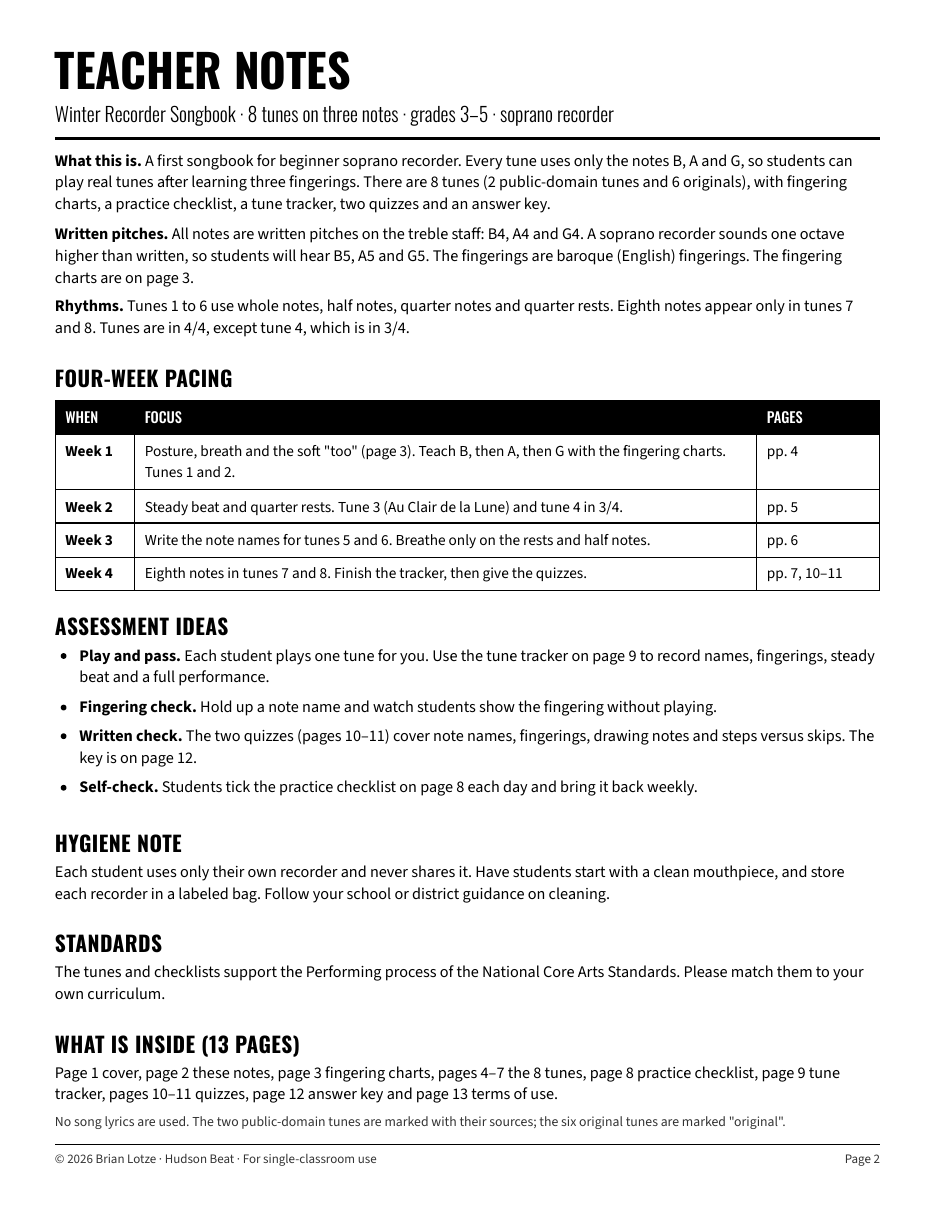 TEACHER NOTES
Winter Recorder Songbook · 8 tunes on three notes · grades 3–5 · soprano recorder
What this is. A first songbook for beginner soprano recorder. Every tune uses only the notes B, A and G, so students can
play real tunes after learning three fingerings. There are 8 tunes (2 public-domain tunes and 6 originals), with fingering
charts, a practice checklist, a tune tracker, two quizzes and an answer key.
Written pitches. All notes are written pitches on the treble staff: B4, A4 and G4. A soprano recorder sounds one octave
higher than written, so students will hear B5, A5 and G5. The fingerings are baroque (English) fingerings. The fingering
charts are on page 3.
Rhythms. Tunes 1 to 6 use whole notes, half notes, quarter notes and quarter rests. Eighth notes appear only in tunes 7
and 8. Tunes are in 4/4, except tune 4, which is in 3/4.
FOUR-WEEK PACING
WHEN FOCUS PAGES
Week 1 Posture, breath and the soft "too" (page 3). Teach B, then A, then G with the fingering charts. pp. 4
Tunes 1 and 2.
Week 2 Steady beat and quarter rests. Tune 3 (Au Clair de la Lune) and tune 4 in 3/4. pp. 5
Week 3 Write the note names for tunes 5 and 6. Breathe only on the rests and half notes. pp. 6
Week 4 Eighth notes in tunes 7 and 8. Finish the tracker, then give the quizzes. pp. 7, 10–11
ASSESSMENT IDEAS
• Play and pass. Each student plays one tune for you. Use the tune tracker on page 9 to record names, fingerings, steady
beat and a full performance.
• Fingering check. Hold up a note name and watch students show the fingering without playing.
• Written check. The two quizzes (pages 10–11) cover note names, fingerings, drawing notes and steps versus skips. The
key is on page 12.
• Self-check. Students tick the practice checklist on page 8 each day and bring it back weekly.
HYGIENE NOTE
Each student uses only their own recorder and never shares it. Have students start with a clean mouthpiece, and store
each recorder in a labeled bag. Follow your school or district guidance on cleaning.
STANDARDS
The tunes and checklists support the Performing process of the National Core Arts Standards. Please match them to your
own curriculum.
WHAT IS INSIDE (13 PAGES)
Page 1 cover, page 2 these notes, page 3 fingering charts, pages 4–7 the 8 tunes, page 8 practice checklist, page 9 tune
tracker, pages 10–11 quizzes, page 12 answer key and page 13 terms of use.
No song lyrics are used. The two public-domain tunes are marked with their sources; the six original tunes are marked "original".
© 2026 Brian Lotze · Hudson Beat · For single-classroom use Page 2